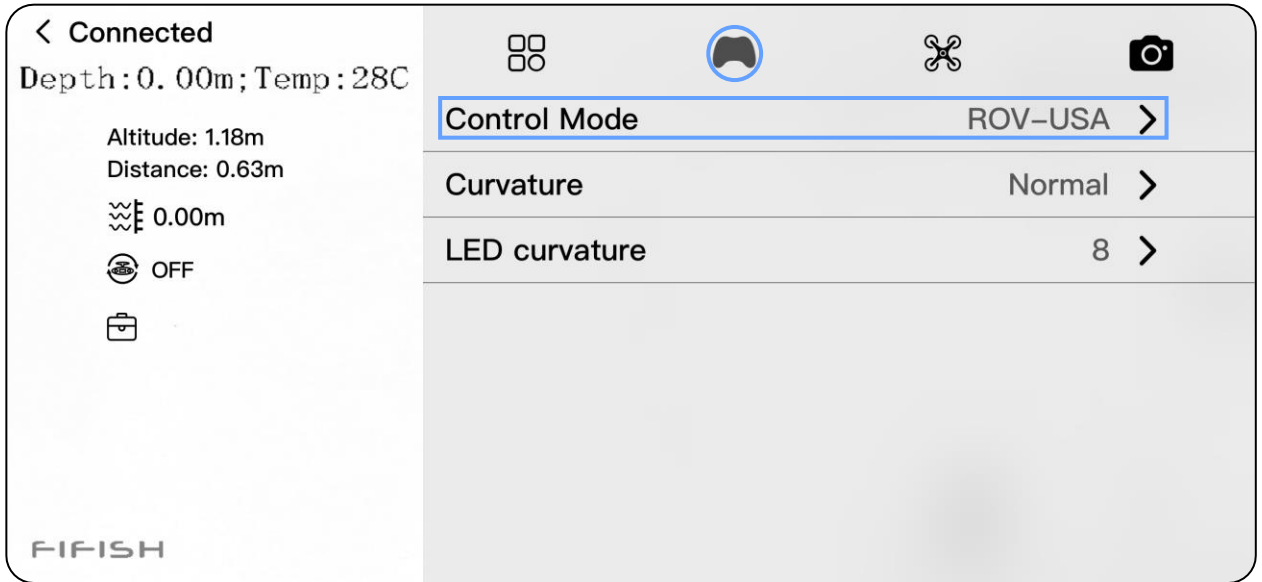 Connected
Depth:0.00m;Temp:28C
Altitude: 1.18m
Distance: 0.63m
0.00m
OFF
FIFISH
Control Mode ROV-USA
Curvature Normal
LED curvature 8